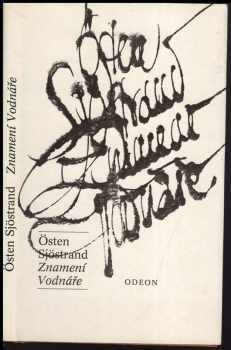 Östen Sjöstrand Znamení Vodnáře
Östen
Sjöstrand
Znamení
Vodnáře
Östen
Sjöstrand
Znamení
Vodnáře
ODEON